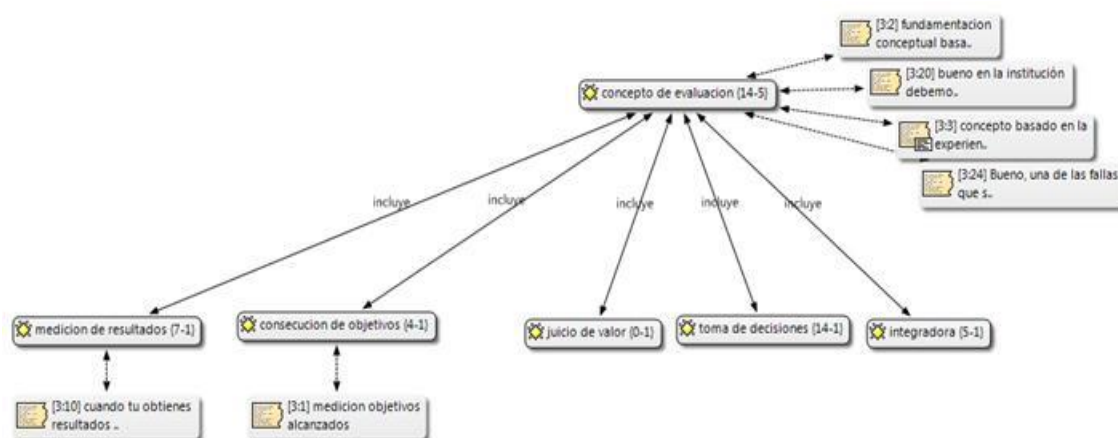 [3:2] fundamentacion
conceptual basa..
[3:20] bueno en la institución
debemo..
concepto de evaluacion {14-5}
[3:3] concepto basado en la
experien..
[3:24] Bueno, una de las fallas
que s..
incluye
incluye
incluye
incluye
incluye
medicion de resultados {7-1}
consecucion de objetivos {4-1}
juicio de valor {0-1}
toma de decisiones {14-1}
integradora {5-1}
[3:10] cuando tu obtienes
resultados ..
[3:1] medicion objetivos
alcanzados